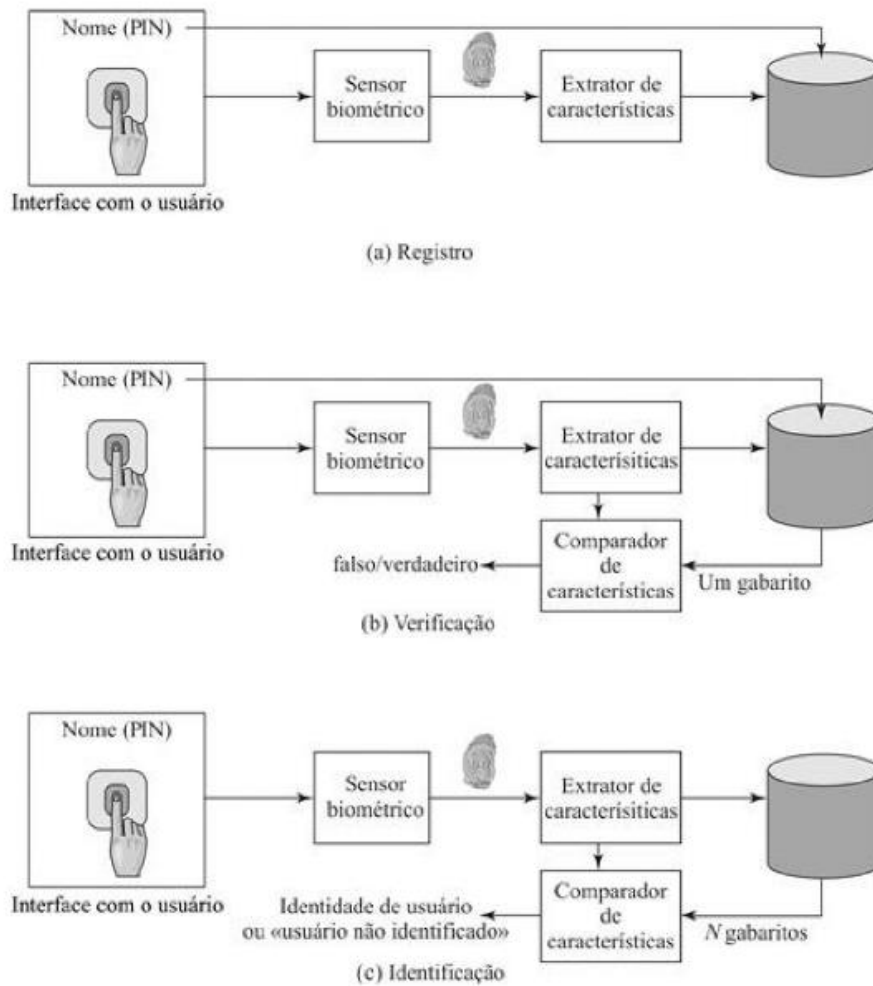 Nome (PIN)
Sensor
biométrico
Extrator de
características
Interface com o usuário
(a) Registro
Nome (PIN)
Sensor
biométrico
Extrator de
caracterísiticas
Interface com o usuário
Comparador
de
características
falso/verdadeiro
Um gabarito
(b) Verificação
Nome (PIN)
Sensor
biométrico
Extrator de
caracterísiticas
Interface com o usuário
Identidade de usuário
ou «usuário não identificado»
Comparador
de
características
N gabaritos
(c) Identificação